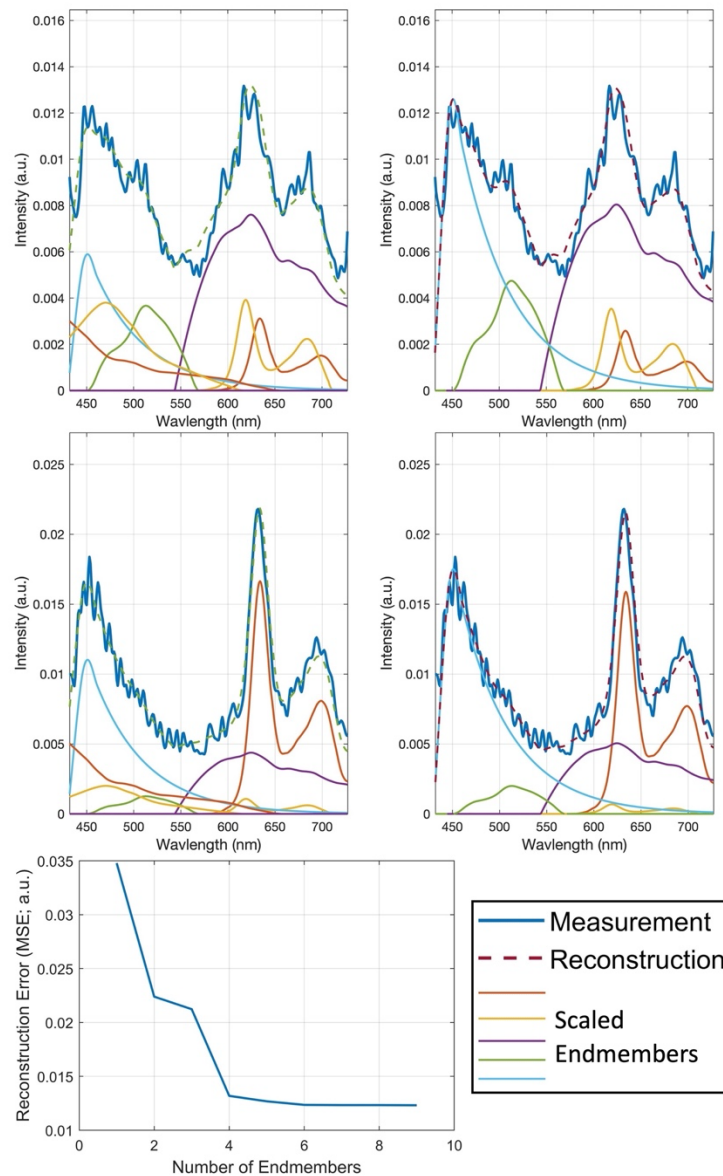 0.016
0.014
0.012
0.01
0.008
0.006
0.004
0.002
0
Intensity (a.u.)
450 500 550 600 650 700
Wavlength (nm)
0.016
0.014
0.012
0.01
0.008
0.006
0.004
0.002
0
Intensity (a.u.)
450 500 550 600 650 700
Wavlength (nm)
0.025
0.02
0.015
0.01
0.005
0
Intensity (a.u.)
450 500 550 600 650 700
Wavlength (nm)
0.025
0.02
0.015
0.01
0.005
0
Intensity (a.u.)
450 500 550 600 650 700
Wavlength (nm)
0.035
0.03
0.025
0.02
0.015
0.01
Reconstruction Error (MSE; a.u.)
0 2 4 6 8 10
Number of Endmembers
Measurement
Reconstruction
Scaled
Endmembers